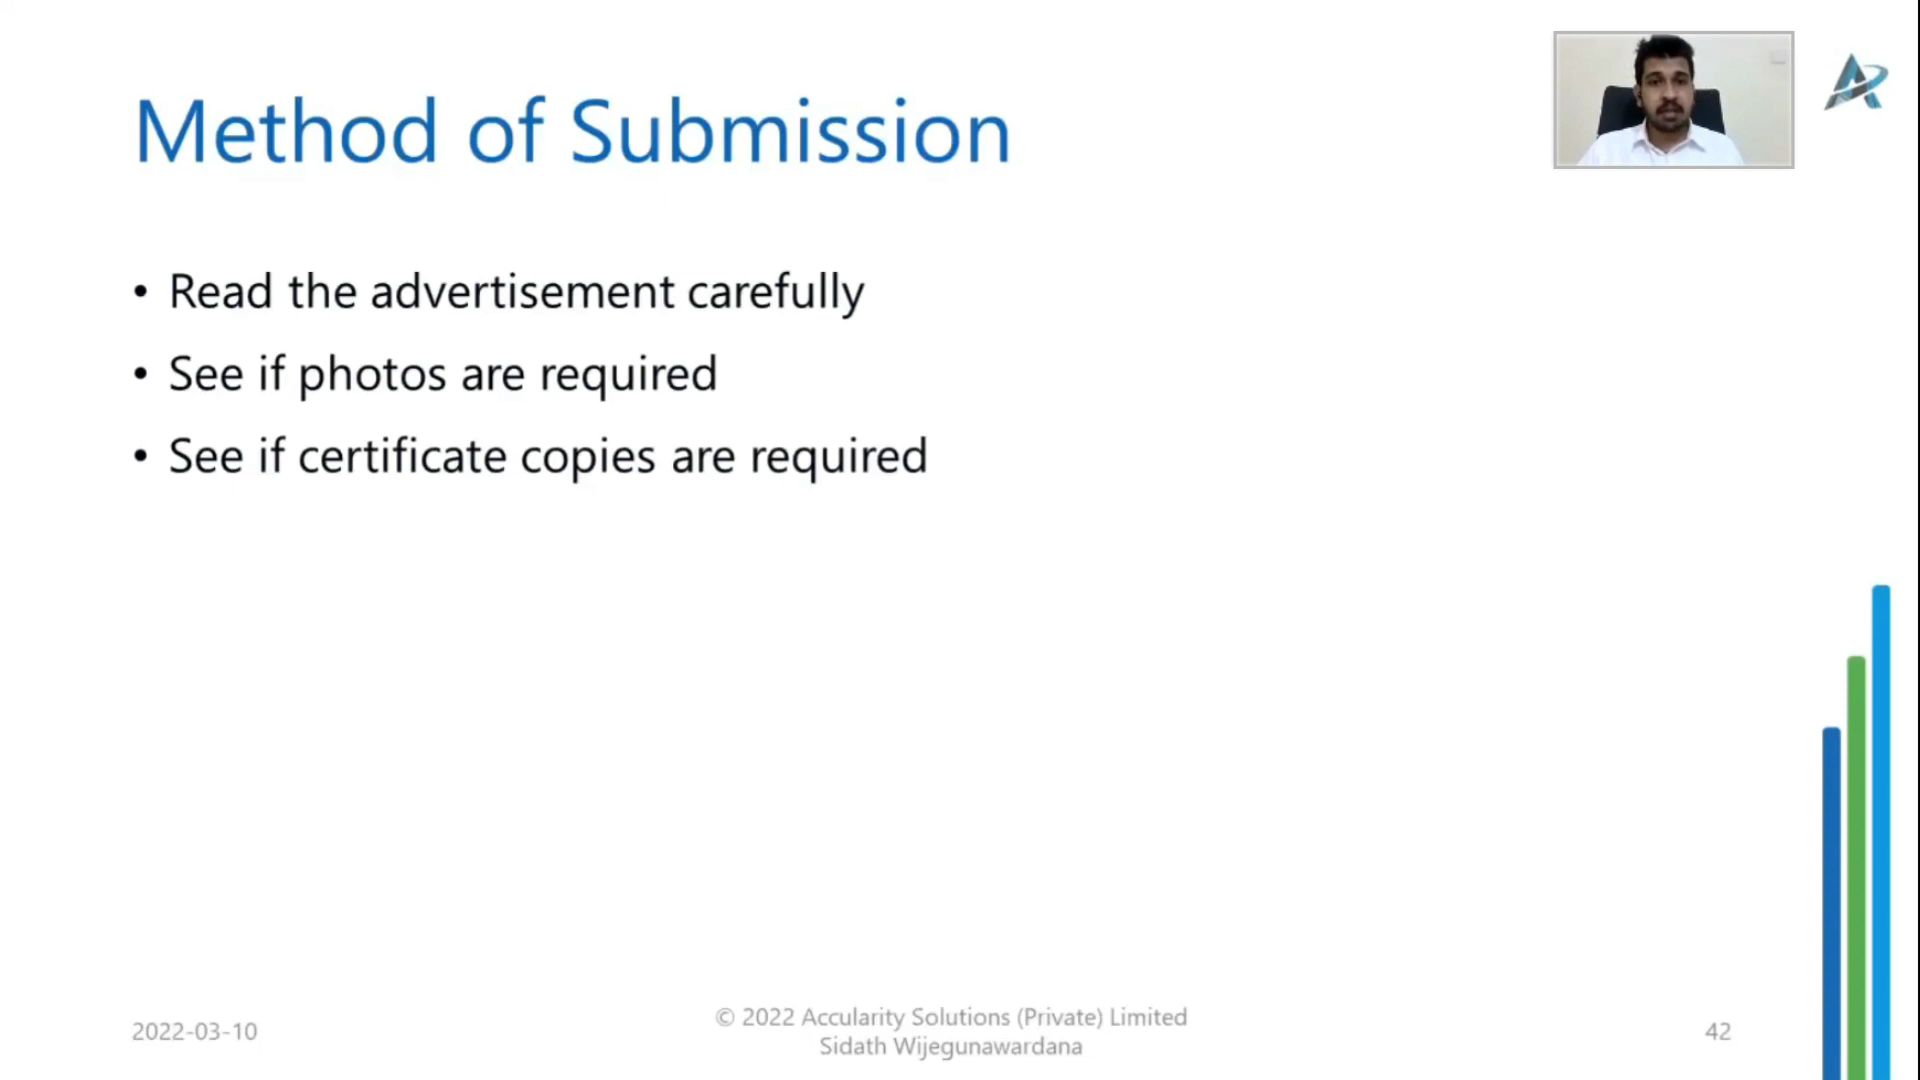 Method of Submission
• Read the advertisement carefully
• See if photos are required
• See if certificate copies are required
2022-03-10
© 2022 Accularity Solutions (Private) Limited
Sidath Wijegunawardana
42